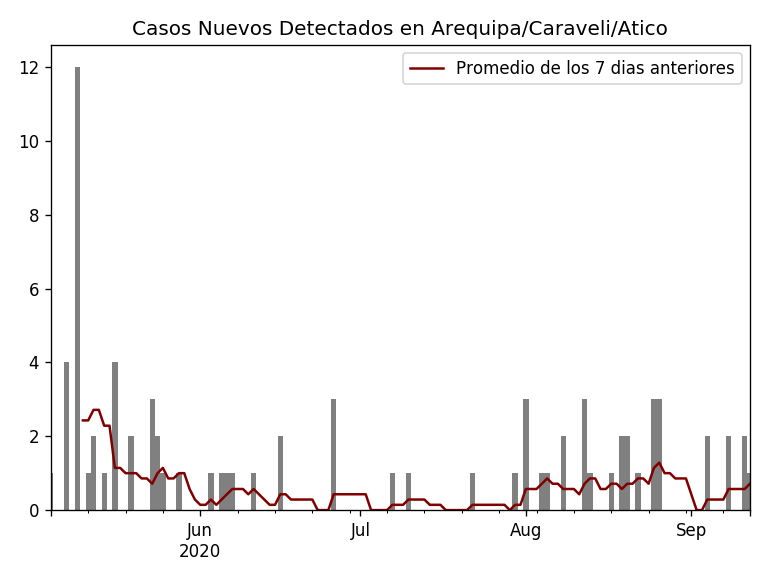 Casos Nuevos Detectados en Arequipa/Caraveli/Atico
Promedio de los 7 dias anteriores
12
10
8
6
4
2
0
Jun
2020
Jul
Aug
Sep